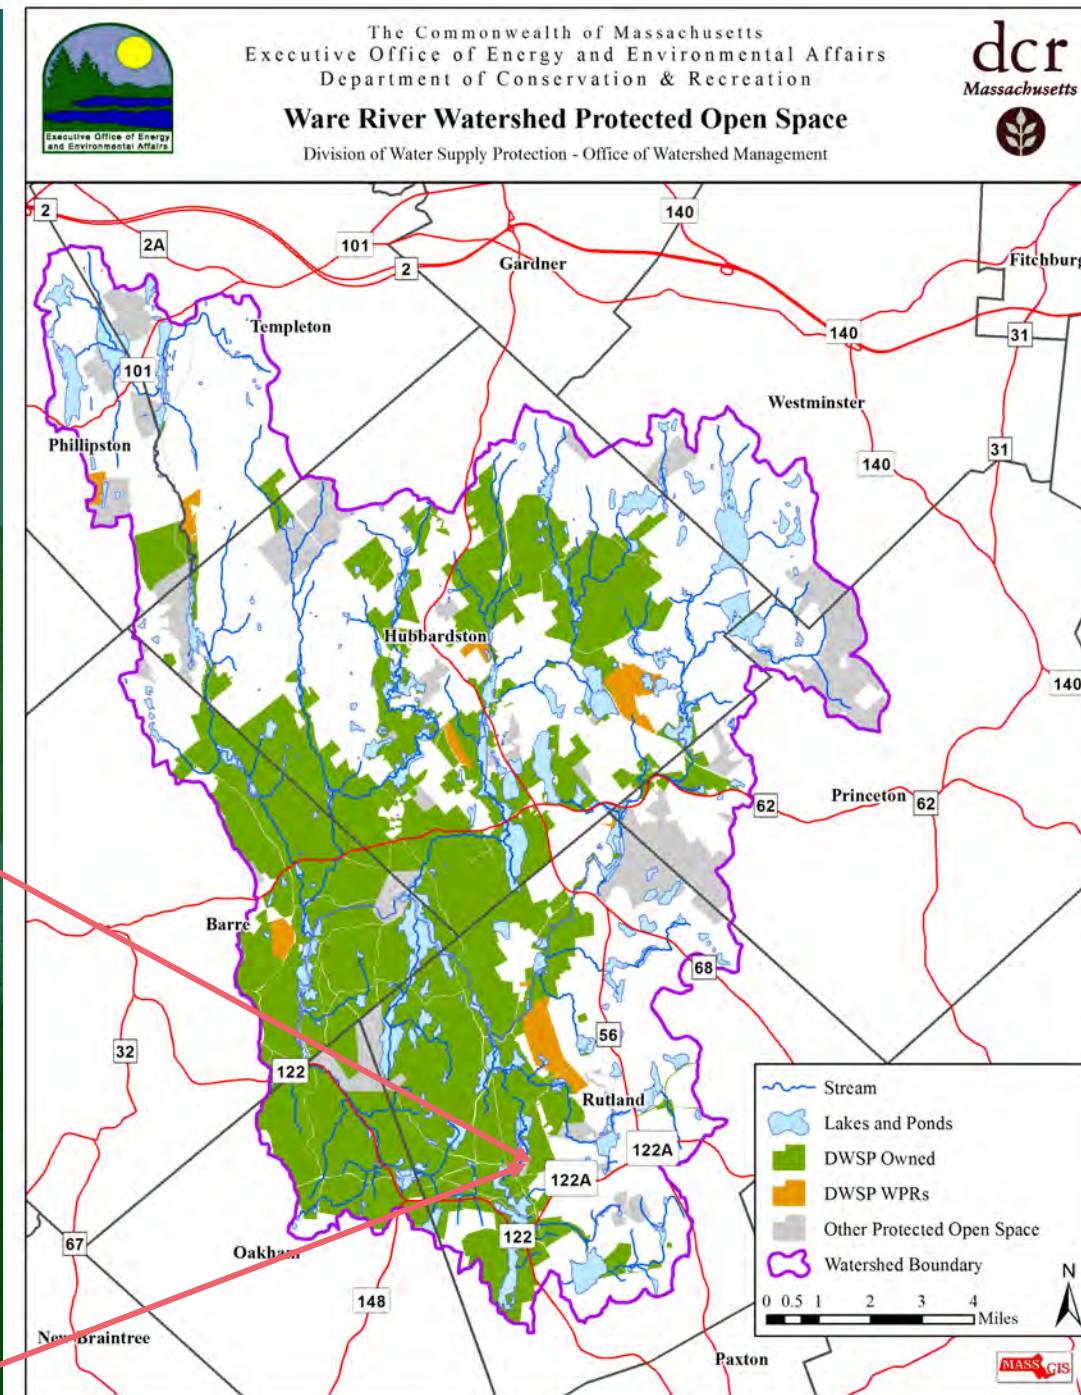 The Commonwealth of Massachusetts
Executive Office of Energy and Environmental Affairs
Department of Conservation & Recreation
Ware River Watershed Protected Open Space
Division of Water Supply Protection - Office of Watershed Management
Executive Office of Energy
and Environmental Affairs
dcr
Massachusetts
2
2A
101
2
Gardner
140
Fitchburg
Templeton
140
31
101
Westminster
Phillipston
140
31
Hubbardston
140
62
Princeton
62
Barre
68
32
56
122
Rutland
122A
122A
122
67
Oakham
148
New Braintree
Paxton
Stream
Lakes and Ponds
DWSP Owned
DWSP WPRs
Other Protected Open Space
Watershed Boundary
N
0 0.5 1 2 3 4
Miles
MASS GIS